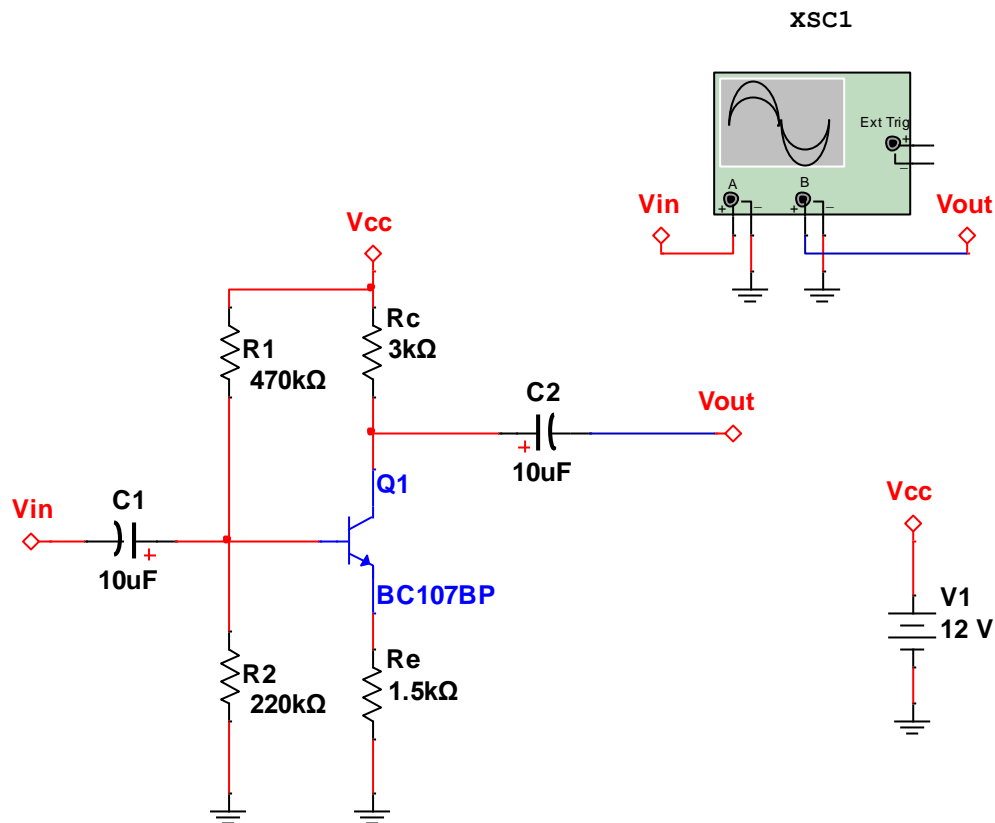 XSC1
Ext Trig
+
_
A
B
+
_
+
_
Vin
Vout
Vcc
R1
470kΩ
Rc
3kΩ
C2
+
10uF
Vout
Q1
Vin
C1
+
10uF
BC107BP
Vcc
V1
12 V
R2
220kΩ
Re
1.5kΩ